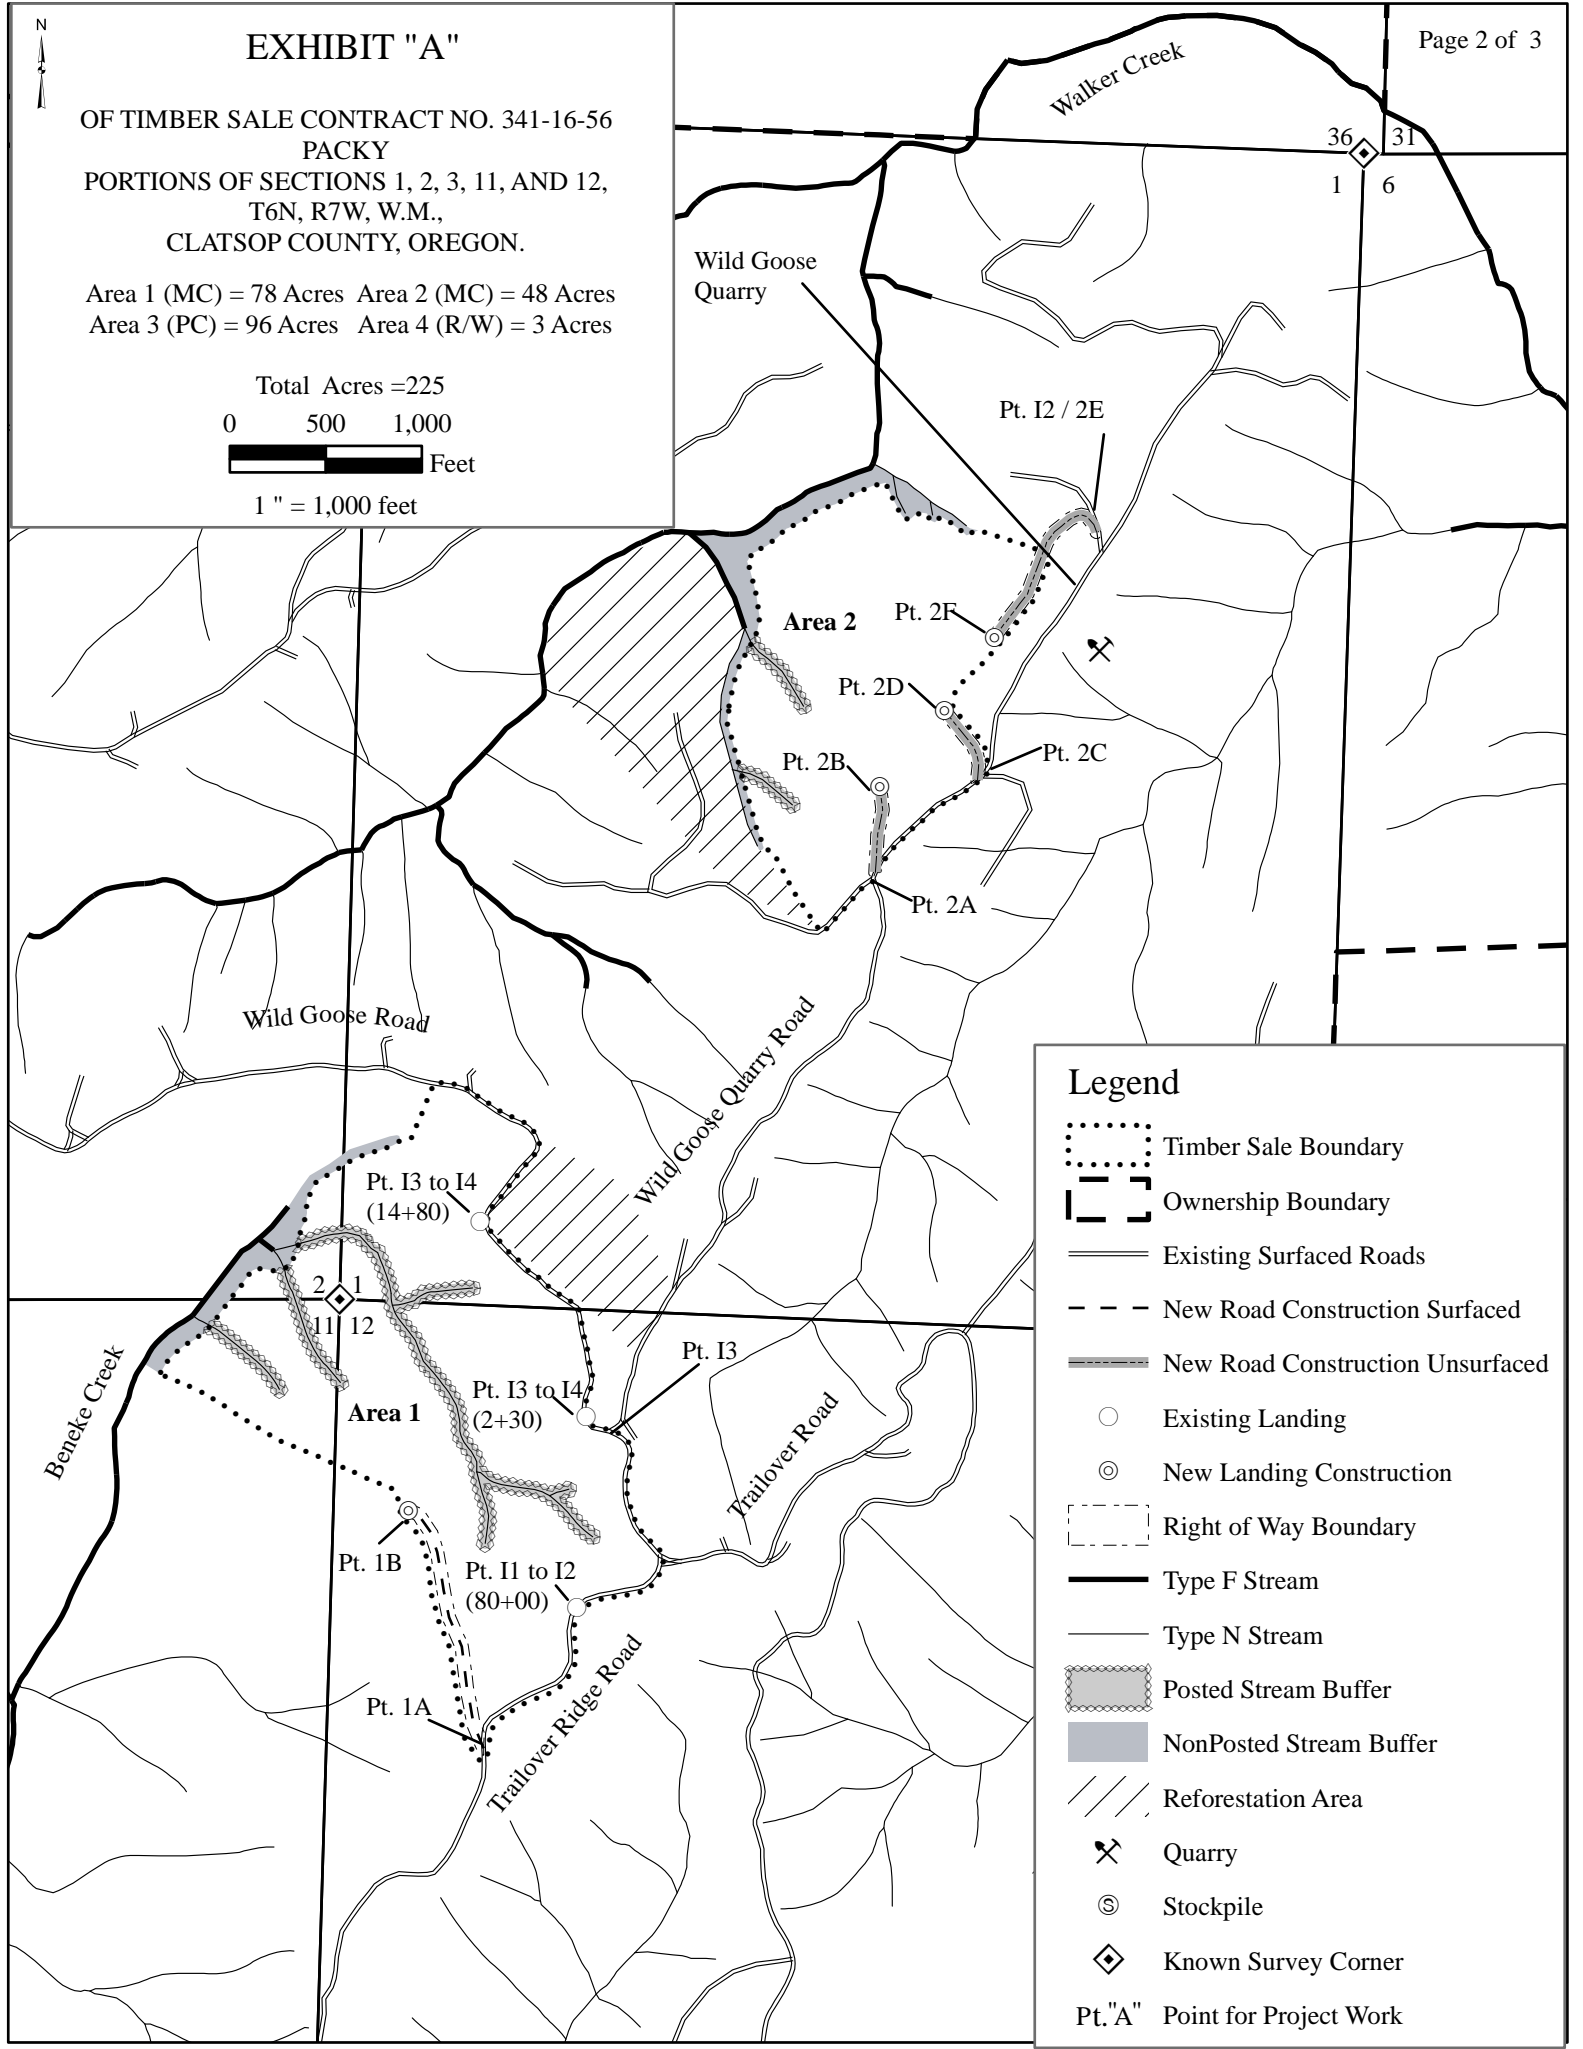 N
EXHIBIT "A"
OF TIMBER SALE CONTRACT NO. 341-16-56
PACKY
PORTIONS OF SECTIONS 1, 2, 3, 11, AND 12,
T6N, R7W, W.M.,
CLATSOP COUNTY, OREGON.
Area 1 (MC) = 78 Acres Area 2 (MC) = 48 Acres
Area 3 (PC) = 96 Acres Area 4 (R/W) = 3 Acres
Total Acres =225
0 500 1,000
Feet
1 " = 1,000 feet
Page 2 of 3
Walker Creek
36 31
1 6
Wild Goose
Quarry
Pt. I2 / 2E
Area 2
Pt. 2F
Pt. 2D
Pt. 2C
Pt. 2B
Pt. 2A
Wild Goose Road
Wild Goose Quarry Road
Pt. I3 to I4
(14+80)
2 1
11 12
Beneke Creek
Pt. I3
Pt. I3 to I4
(2+30)
Area 1
Trailover Road
Pt. 1B
Pt. I1 to I2
(80+00)
Pt. 1A
Trailover Ridge Road
Legend
Timber Sale Boundary
Ownership Boundary
Existing Surfaced Roads
New Road Construction Surfaced
New Road Construction Unsurfaced
Existing Landing
New Landing Construction
Right of Way Boundary
Type F Stream
Type N Stream
Posted Stream Buffer
NonPosted Stream Buffer
Reforestation Area
Quarry
S Stockpile
Known Survey Corner
Pt."A" Point for Project Work